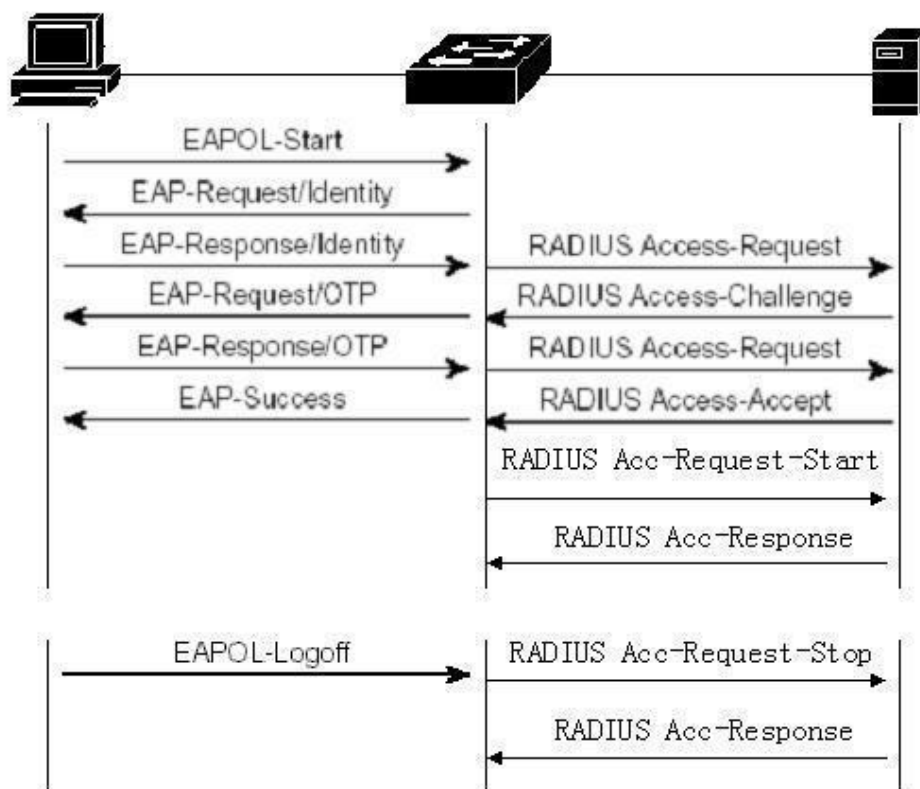 EAPOL-Start
EAP-Request/Identity
EAP-Response/Identity
RADIUS Access-Request
EAP-Request/OTP
RADIUS Access-Challenge
EAP-Response/OTP
RADIUS Access-Request
EAP-Success
RADIUS Access-Accept
RADIUS Acc-Request-Start
RADIUS Acc-Response
EAPOL-Logoff
RADIUS Acc-Request-Stop
RADIUS Acc-Response